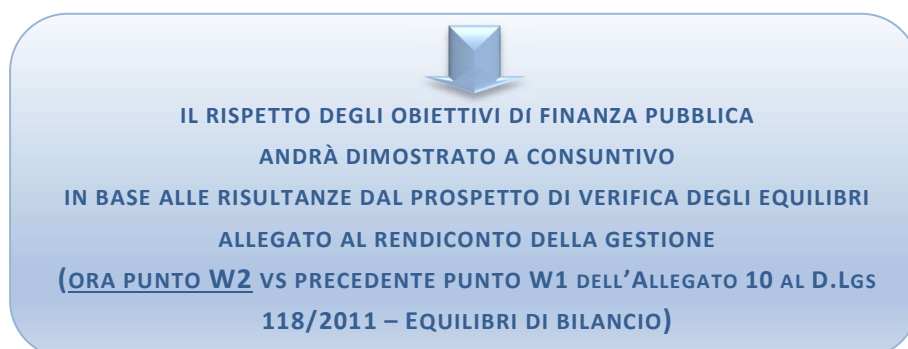 IL RISPETTO DEGLI OBIETTIVI Dí FINANZA PUBBLICA
ANDRÀ DIMOSTRATO A CONSUNTIVO
IN BASE ALLE RISULTANZE DAL PROSPETTO DI VERIFICA DEGLI EQUILIBRI
ALLEGATO AL RENDICONTO DELLA GESTIONE
(ORA PUNTO W2 VS PRECEDENTE PUNTO W1 DELL'ALLEGATO 10 AL D.LGS
118/2011 – EQUILIBRI DI BILANCIO)